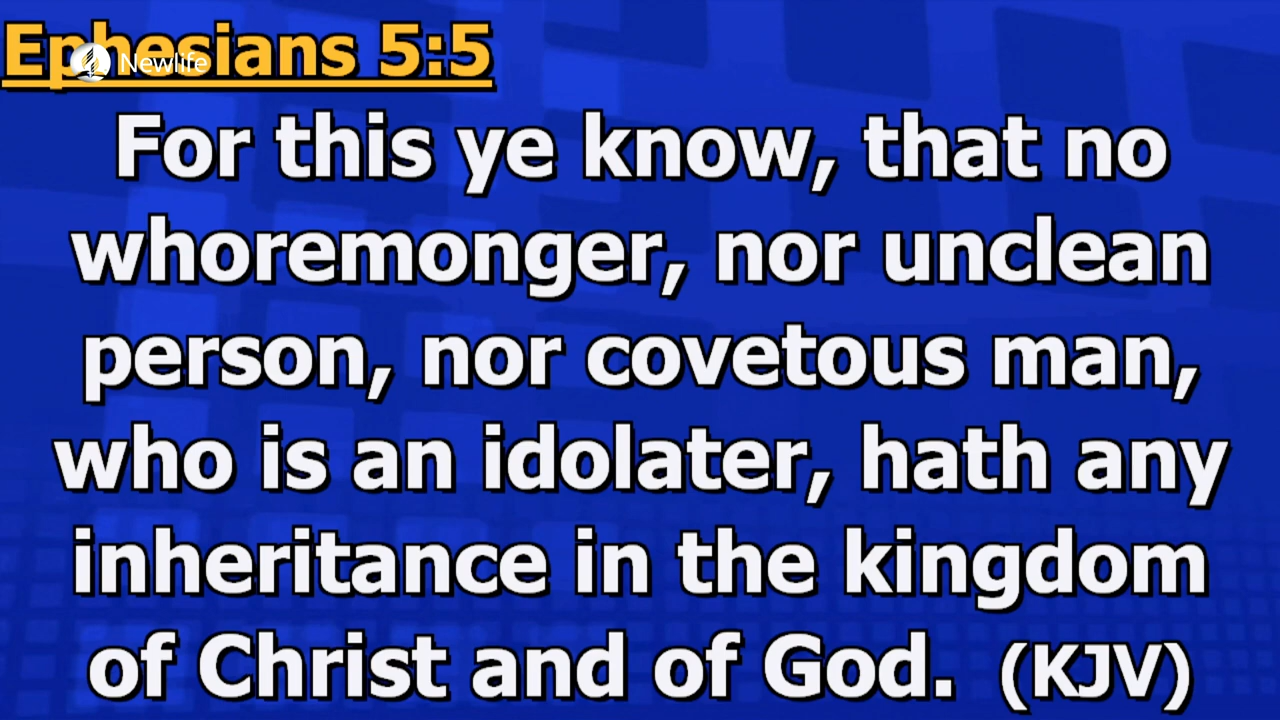 Ephesians 5:5
Newlife
For this ye know, that no
whoremonger, nor unclean
person, nor covetous man,
who is an idolater, hath any
inheritance in the kingdom
of Christ and of God. (KJV)